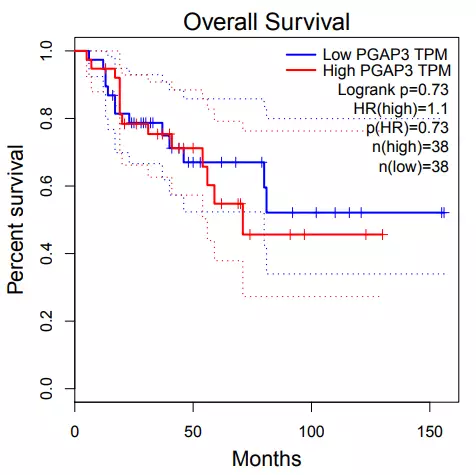 Overall Survival
Low PGAP3 TPM
High PGAP3 TPM
Logrank p=0.73
HR(high)=1.1
p(HR)=0.73
n(high)=38
n(low)=38
Percent survival
1.0
0.8
0.6
0.4
0.2
0.0
0 50 100 150
Months